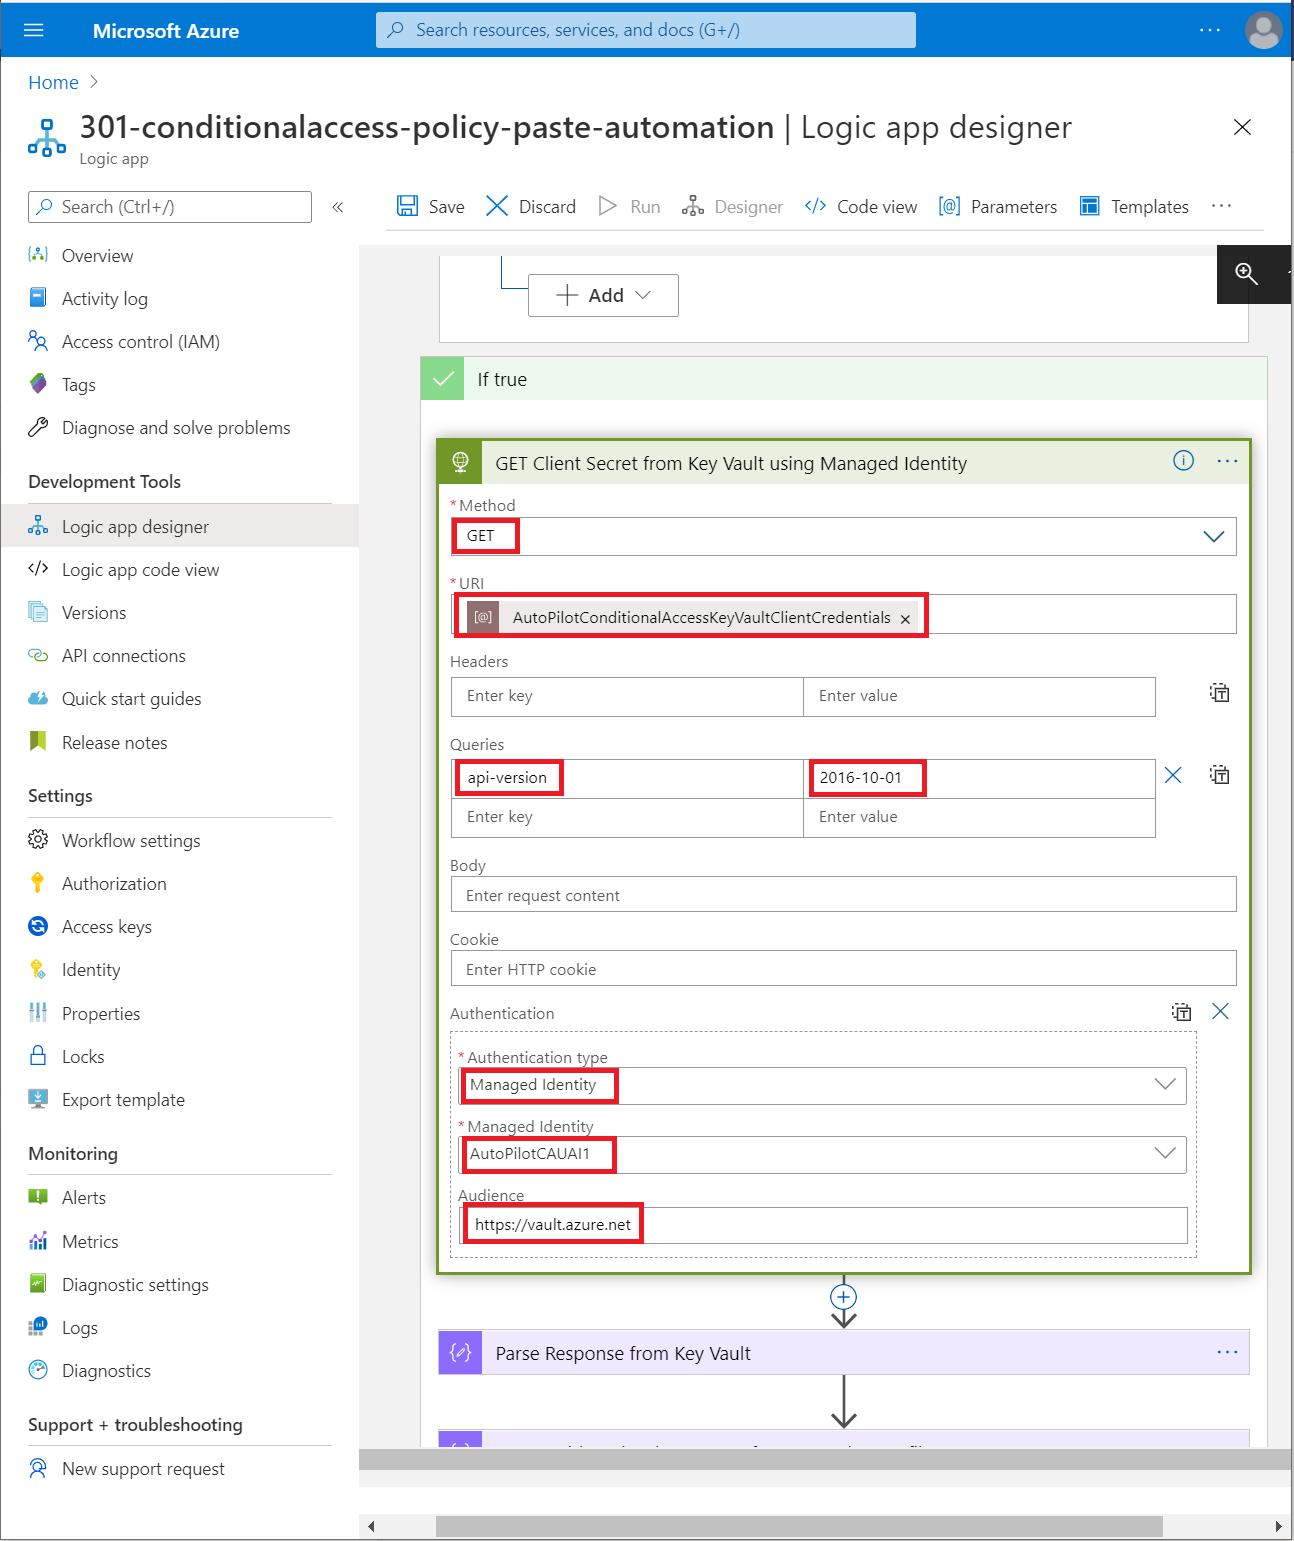 Microsoft Azure
Search resources, services, and docs (G+/)
Home
301-conditionalaccess-policy-paste-automation | Logic app designer
Logic app
Search (Ctrl+/)
Save
Discard
Run
Designer
Code view
Parameters
Templates
Overview
Activity log
Access control (IAM)
Tags
Diagnose and solve problems
Development Tools
Logic app designer
Logic app code view
Versions
API connections
Quick start guides
Release notes
Settings
Workflow settings
Authorization
Access keys
Identity
Properties
Locks
Export template
Monitoring
Alerts
Metrics
Diagnostic settings
Logs
Diagnostics
Support + troubleshooting
New support request
Add
If true
GET Client Secret from Key Vault using Managed Identity
* Method
GET
* URI
[@] AutoPilotConditionalAccessKeyVaultClientCredentials ×
Headers
Enter key
Enter value
Queries
api-version
2016-10-01
Enter key
Enter value
Body
Enter request content
Cookie
Enter HTTP cookie
Authentication
* Authentication type
Managed Identity
* Managed Identity
AutoPilotCAUAI1
Audience
https://vault.azure.net
Parse Response from Key Vault